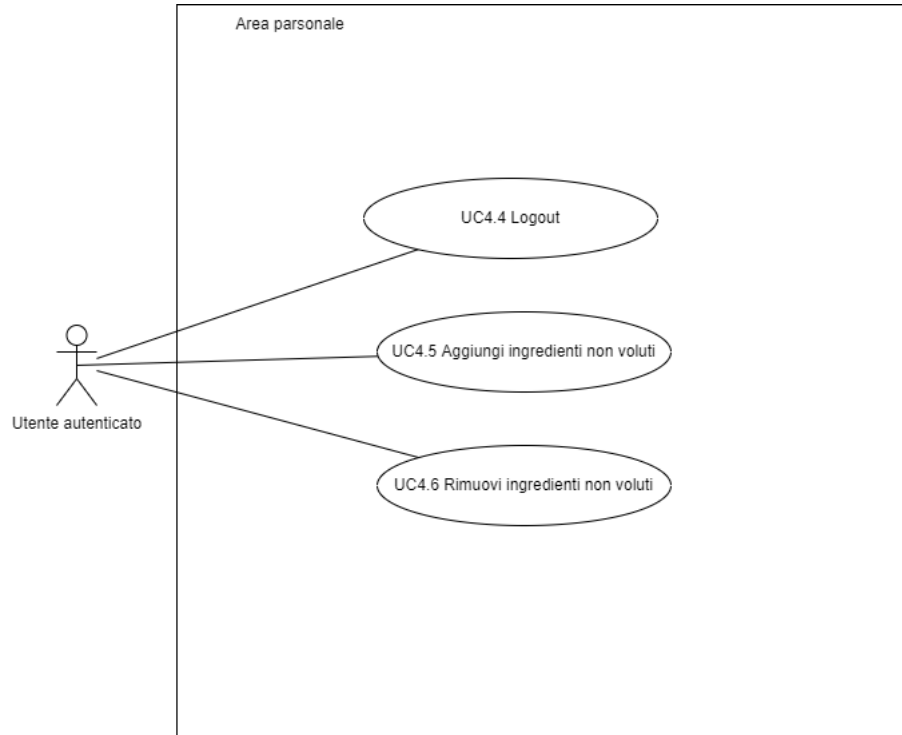 Area parsonale
UC4.4 Logout
UC4.5 Aggiungi ingredienti non voluti
Utente autenticato
UC4.6 Rimuovi ingredienti non voluti